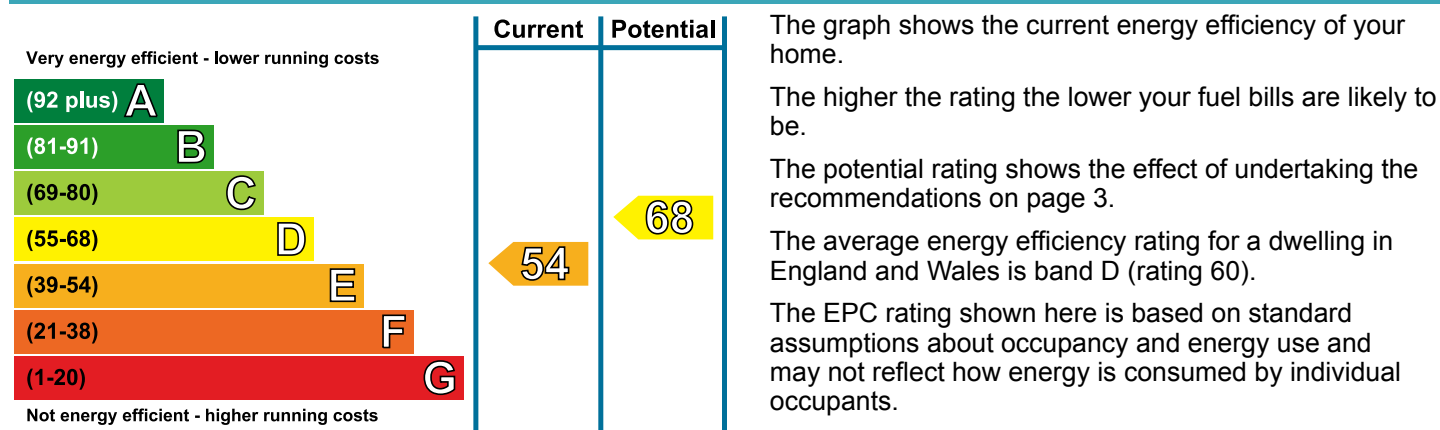 Current Potential
Very energy efficient - lower running costs
(92 plus) A
(81-91) B
(69-80) C
(55-68) D
(39-54) E
(21-38) F
(1-20) G
Not energy efficient - higher running costs
54
68
The graph shows the current energy efficiency of your
home.
The higher the rating the lower your fuel bills are likely to
be.
The potential rating shows the effect of undertaking the
recommendations on page 3.
The average energy efficiency rating for a dwelling in
England and Wales is band D (rating 60).
The EPC rating shown here is based on standard
assumptions about occupancy and energy use and
may not reflect how energy is consumed by individual
occupants.